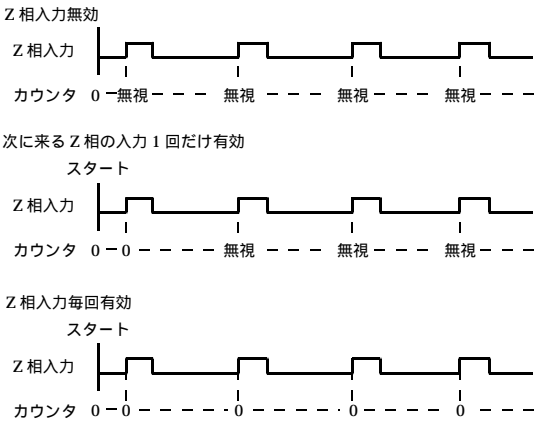 Z 相入力無効
Z 相入力
カウンタ 0 無視 無視 無視 無視
次に来る Z 相の入力 1 回だけ有効
スタート
Z 相入力
カウンタ 0 0 無視 無視 無視
Z 相入力毎回有効
スタート
Z 相入力
カウンタ 0 0 0 0 0